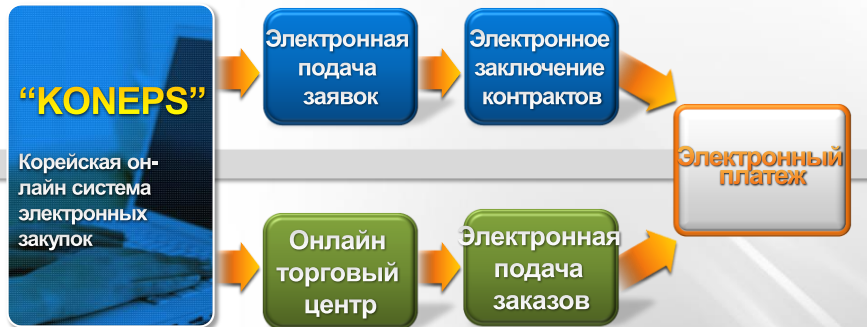 “KONEPS”
Корейская он-
лайн система
электронных
закупок
Электронная
подача
заявок
Электронное
заключение
контрактов
Онлайн
торговый
центр
Электронная
подача
заказов
Электронный
платеж